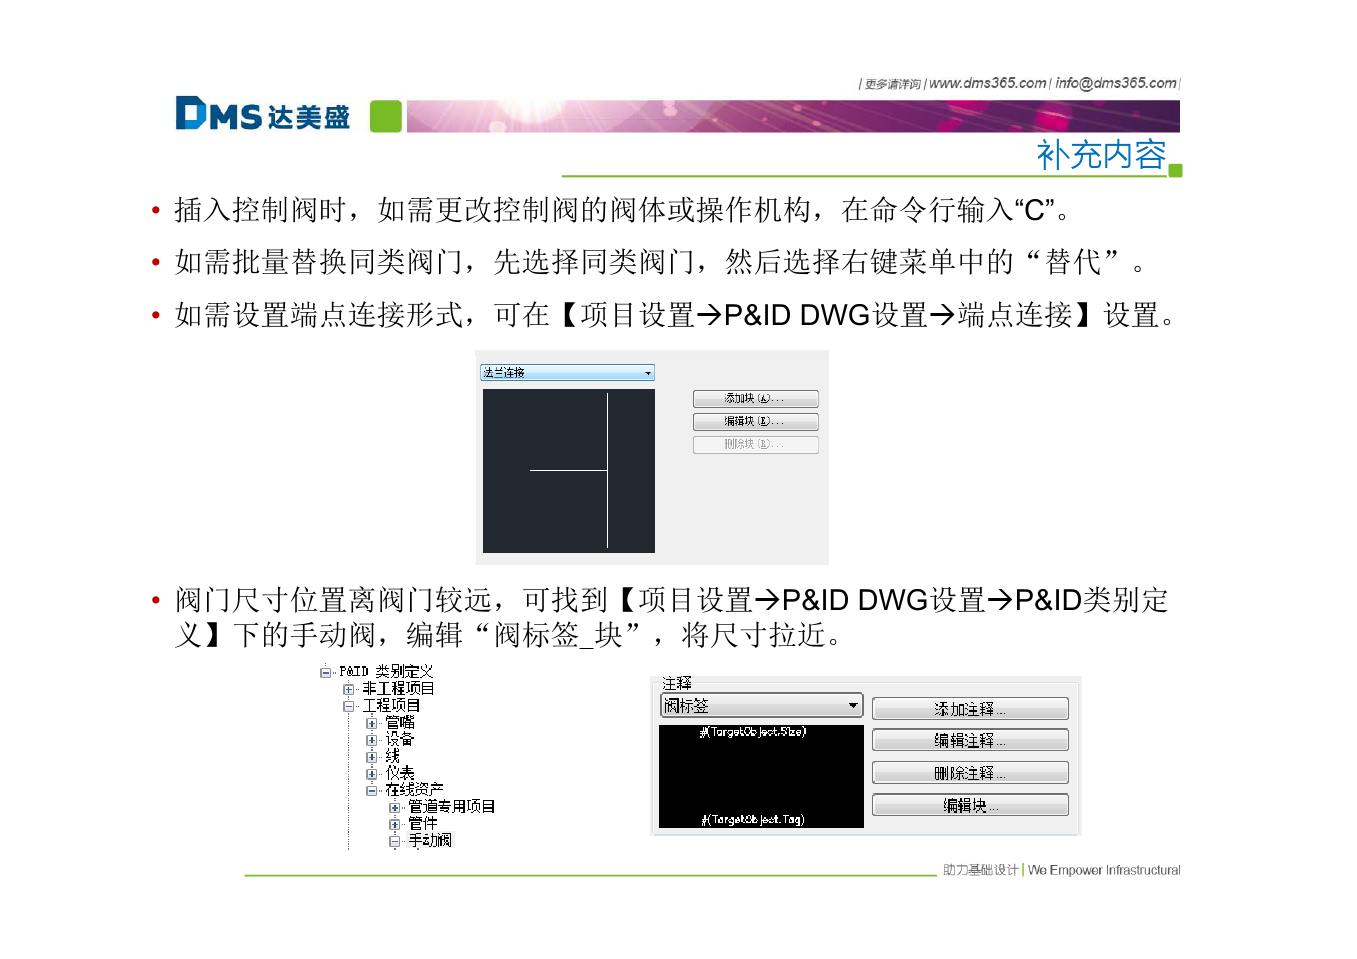 |更多请详询|www.dms365.com| info@dms365.com|
DMS 达美盛
补充内容
• 插入控制阀时，如需更改控制阀的阀体或操作机构，在命令行输入“C”。
• 如需批量替换同类阀门，先选择同类阀门，然后选择右键菜单中的“替代”。
• 如需设置端点连接形式，可在【项目设置→P&ID DWG设置→端点连接】设置。
法兰连接
添加块(A)...
编辑块(E)...
删除块(R)...
• 阀门尺寸位置离阀门较远，可找到【项目设置→P&ID DWG设置→P&ID类别定
义】下的手动阀，编辑“阀标签_块”，将尺寸拉近。
P&ID 类别定义
非工程项目
工程项目
管嘴
设备
线
仪表
在线资产
管道专用项目
管件
手动阀
注释
阀标签
#(TargetObject.Size)
#(TargetObject.Tag)
添加注释...
编辑注释...
删除注释...
编辑块...
助力基础设计|We Empower Infrastructural